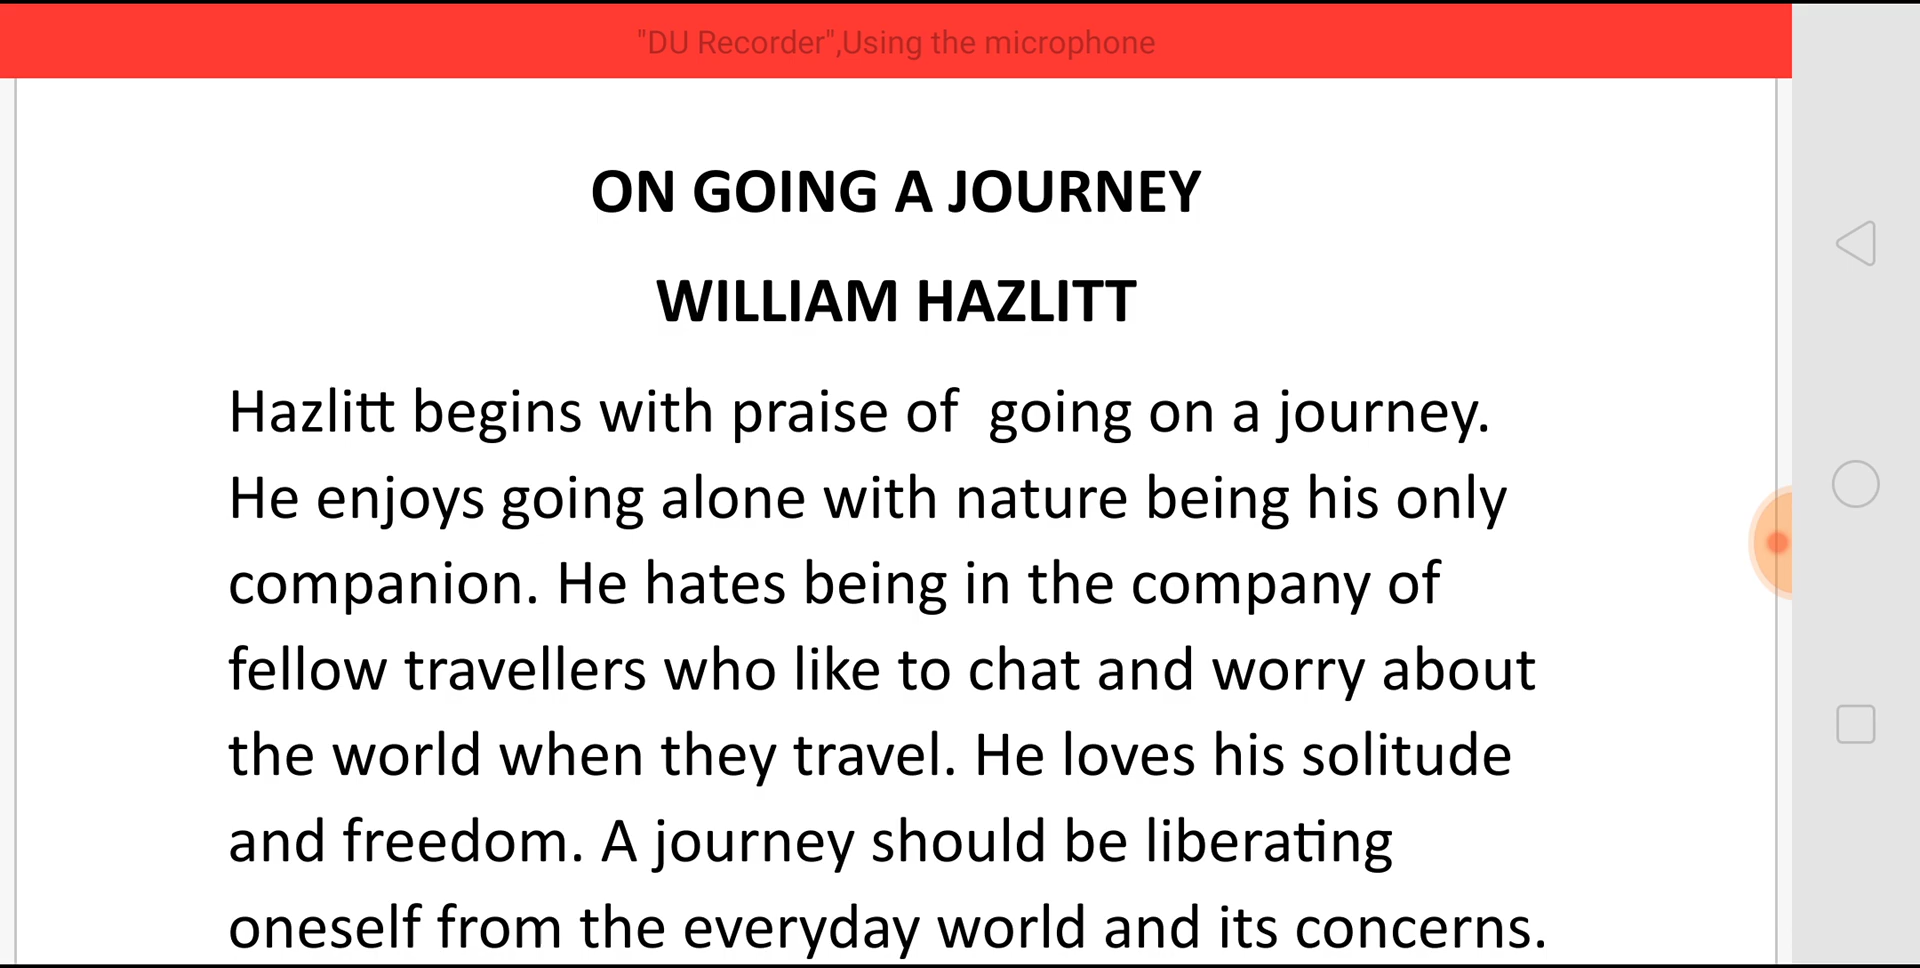 "DU Recorder",Using the microphone
ON GOING A JOURNEY
WILLIAM HAZLITT
Hazlitt begins with praise of  going on a journey.
He enjoys going alone with nature being his only
companion. He hates being in the company of
fellow travellers who like to chat and worry about
the world when they travel. He loves his solitude
and freedom. A journey should be liberating
oneself from the everyday world and its concerns.